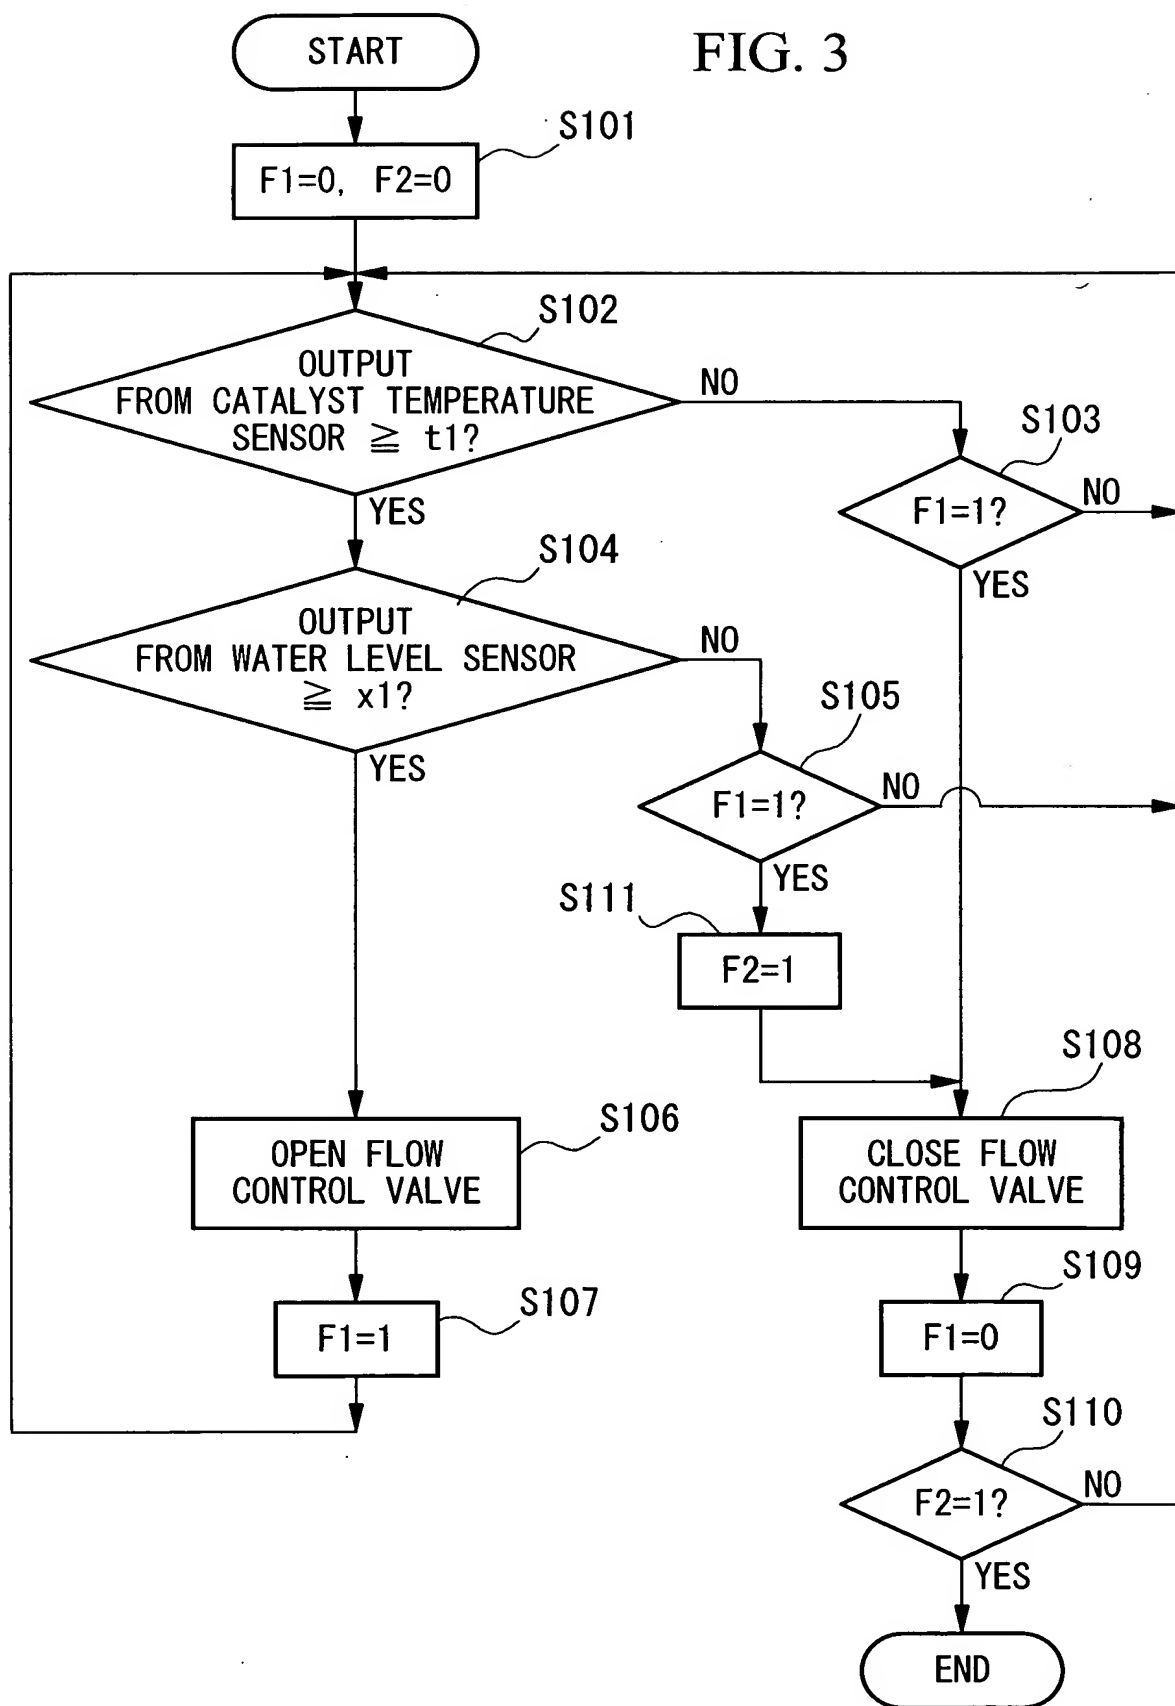 FIG. 3
START
S101
F1=0, F2=0
S102
OUTPUT
FROM CATALYST TEMPERATURE
SENSOR ≧ t1?
NO
YES
S103
F1=1?
NO
YES
S104
OUTPUT
FROM WATER LEVEL SENSOR
≧ x1?
NO
YES
S105
F1=1?
NO
YES
S111
F2=1
S106
OPEN FLOW
CONTROL VALVE
S108
CLOSE FLOW
CONTROL VALVE
S107
F1=1
S109
F1=0
S110
F2=1?
NO
YES
END